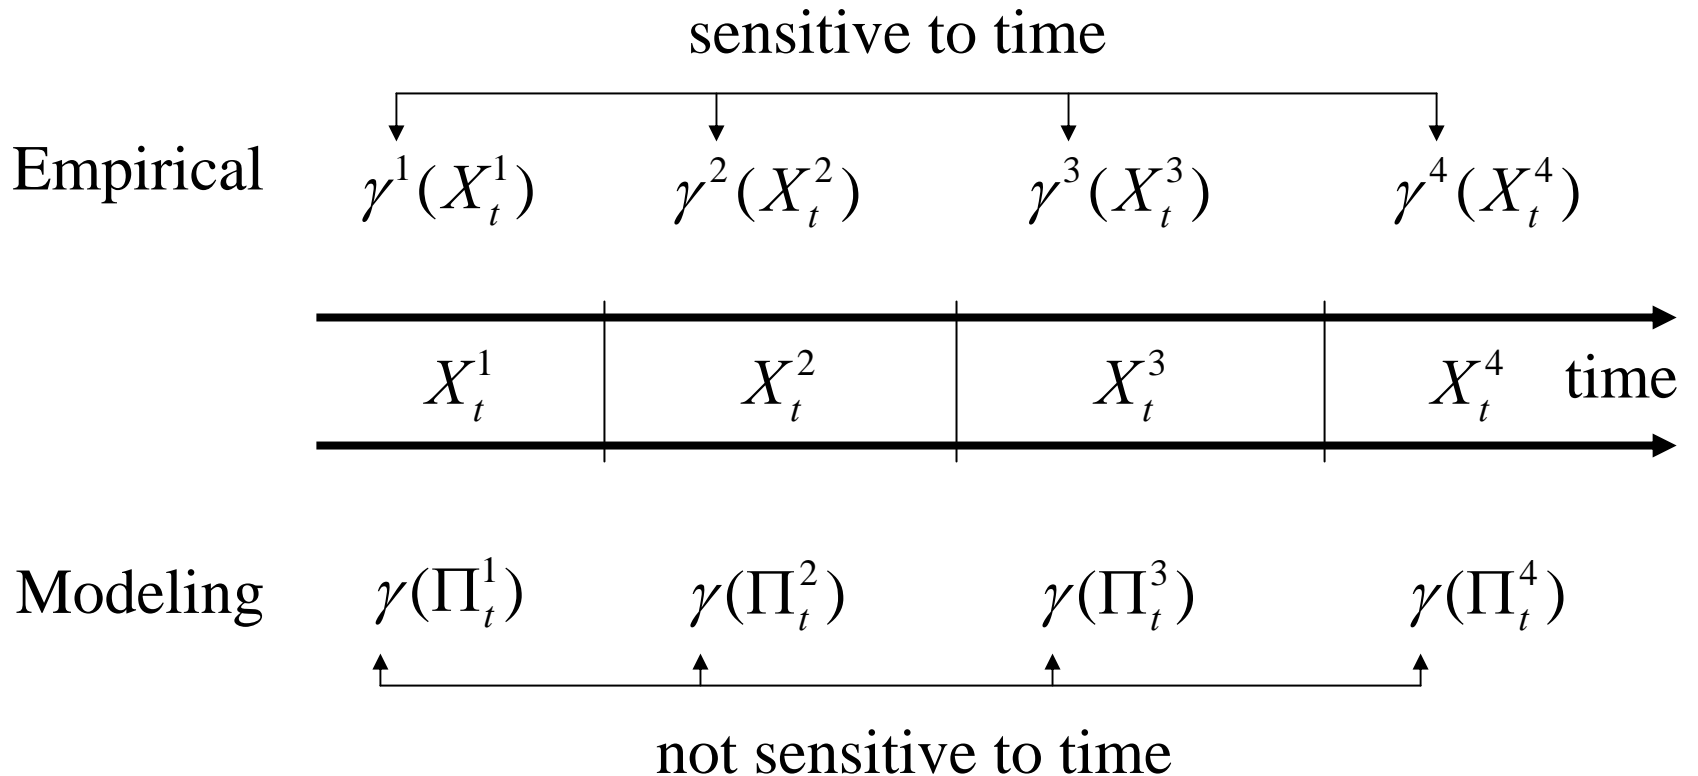 sensitive to time
Empirical γ¹(X¹ₜ) γ²(X²ₜ) γ³(X³ₜ) γ⁴(X⁴ₜ)
X¹ₜ X²ₜ X³ₜ X⁴ₜ time
Modeling γ(Π¹ₜ) γ(Π²ₜ) γ(Π³ₜ) γ(Π⁴ₜ)
not sensitive to time